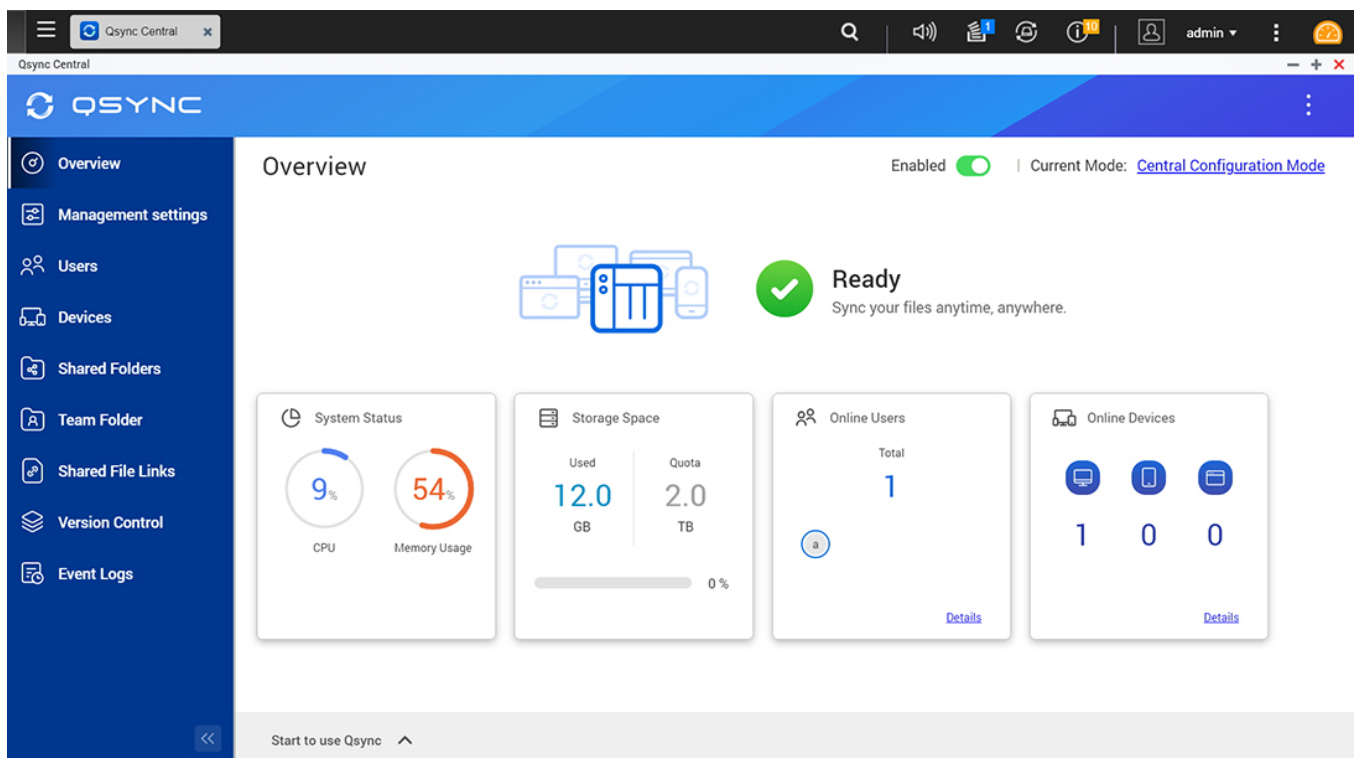 Qsync Central
1
10
admin
Qsync Central
QSYNC
Overview
Management settings
Users
Devices
Shared Folders
Team Folder
Shared File Links
Version Control
Event Logs
Overview
Enabled
Current Mode: Central Configuration Mode
Ready
Sync your files anytime, anywhere.
System Status
9%
54%
CPU
Memory Usage
Storage Space
Used
Quota
12.0
2.0
GB
TB
0 %
Online Users
Total
1
a
Details
Online Devices
1 0 0
Details
Start to use Qsync